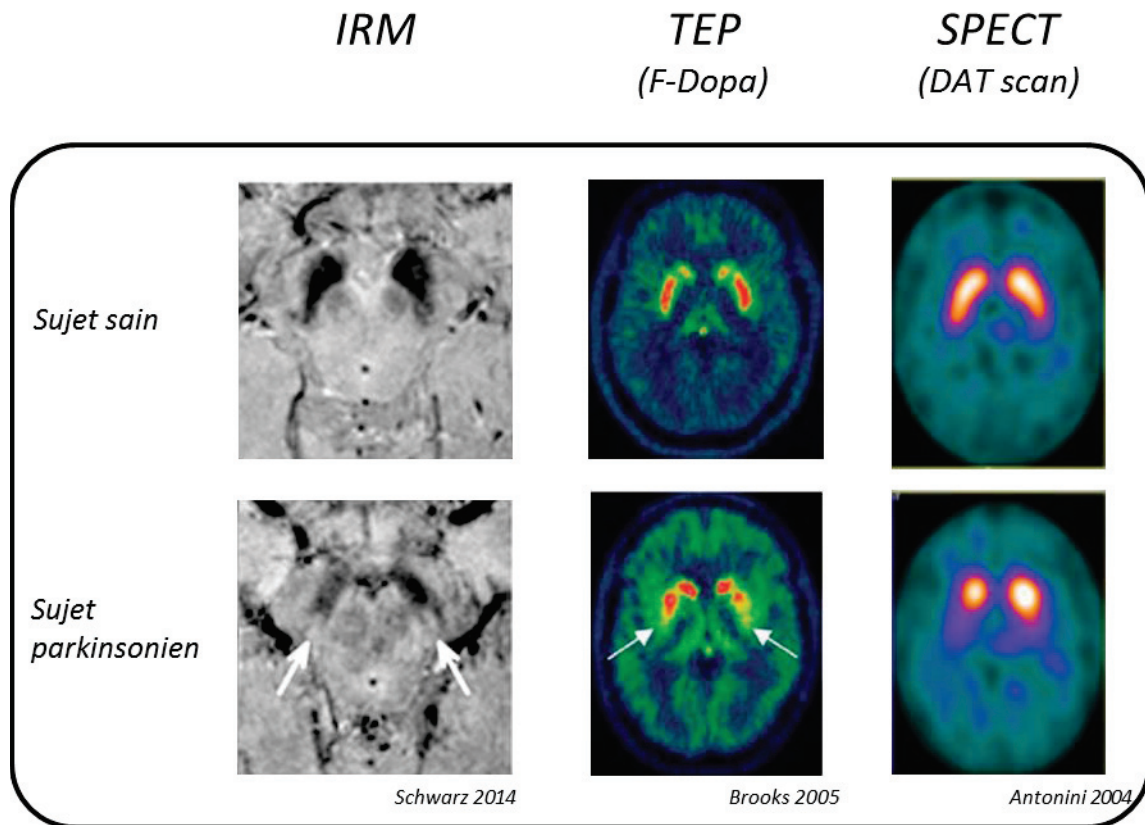 IRM
TEP
(F-Dopa)
SPECT
(DAT scan)
Sujet sain
Sujet
parkinsonien
Schwarz 2014
Brooks 2005
Antonini 2004